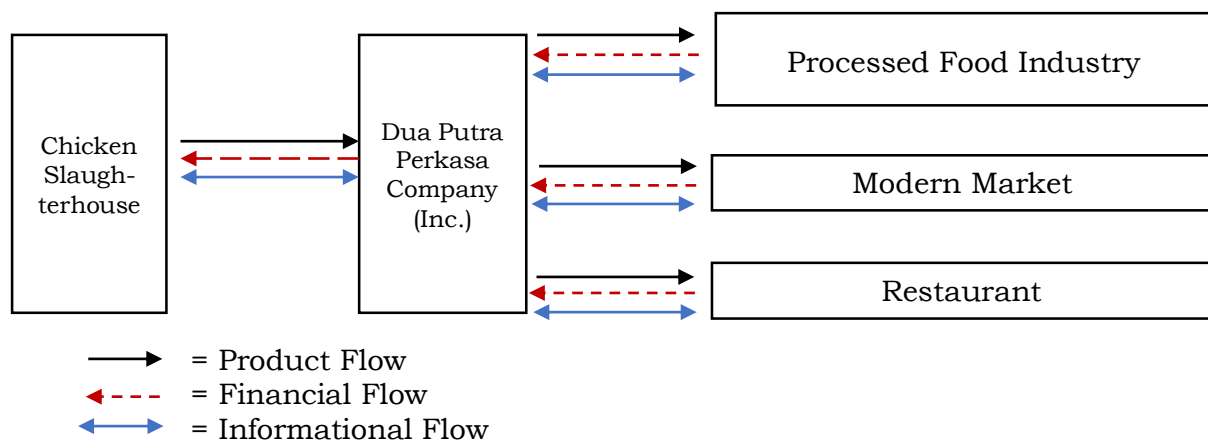 Chicken
Slaugh-
terhouse
Dua Putra
Perkasa
Company
(Inc.)
Processed Food Industry
Modern Market
Restaurant
= Product Flow
= Financial Flow
= Informational Flow